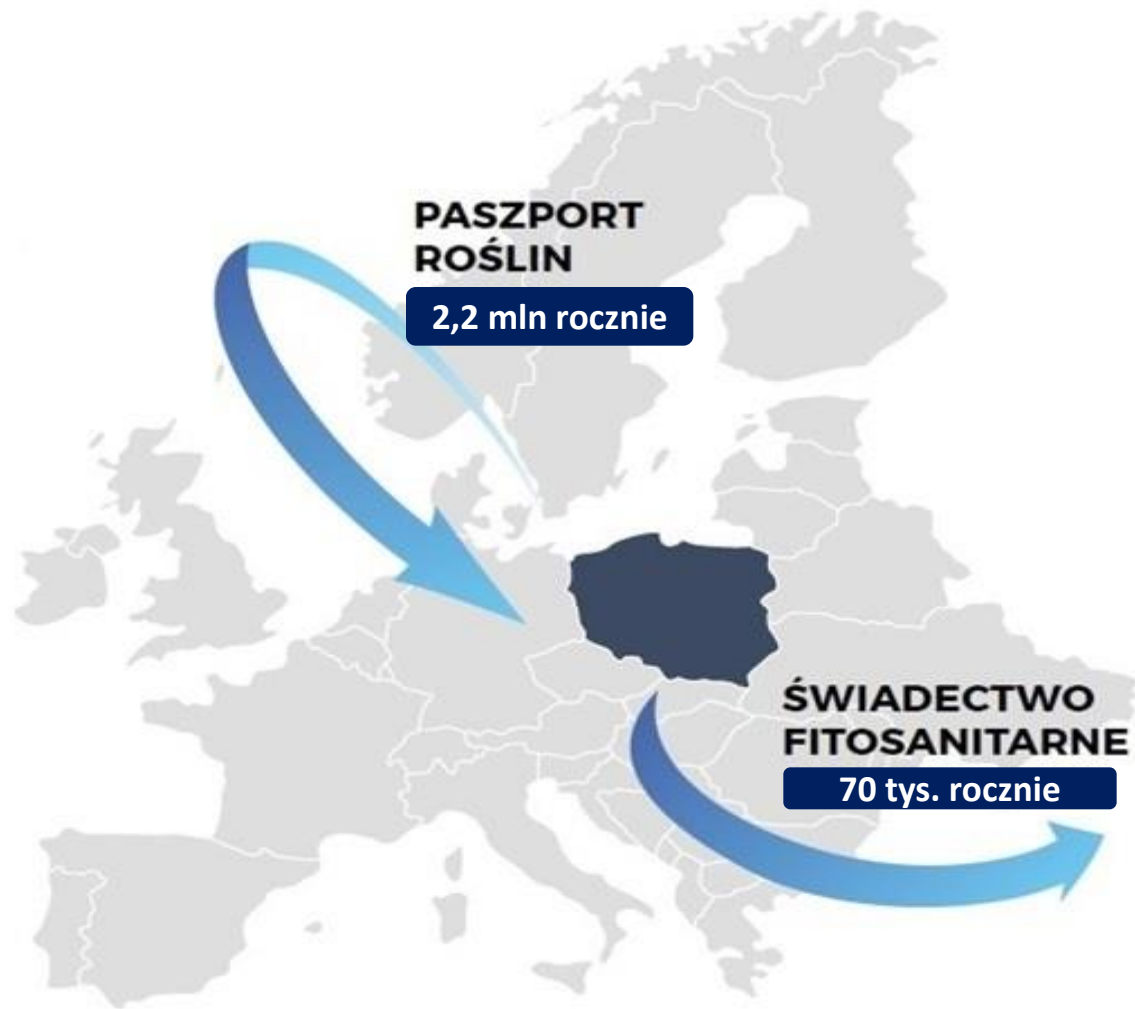 PASZPORT
ROŚLIN
2,2 mln rocznie
ŚWIADECTWO
FITOSANITARNE
70 tys. rocznie